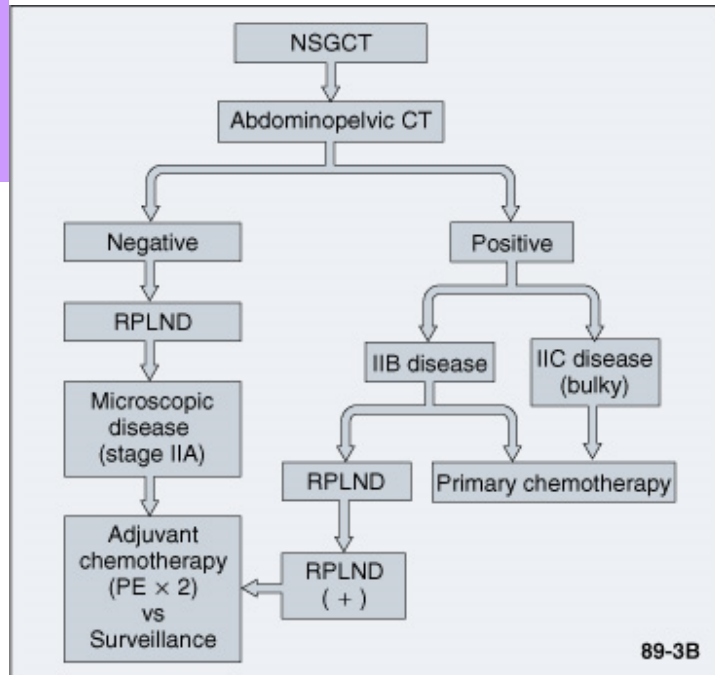 NSGCT
Abdominopelvic CT
Negative
Positive
RPLND
IIB disease
IIC disease
(bulky)
Microscopic
disease
(stage IIA)
RPLND
Primary chemotherapy
Adjuvant
chemotherapy
(PE × 2)
vs
Surveillance
RPLND
( + )
89-3B